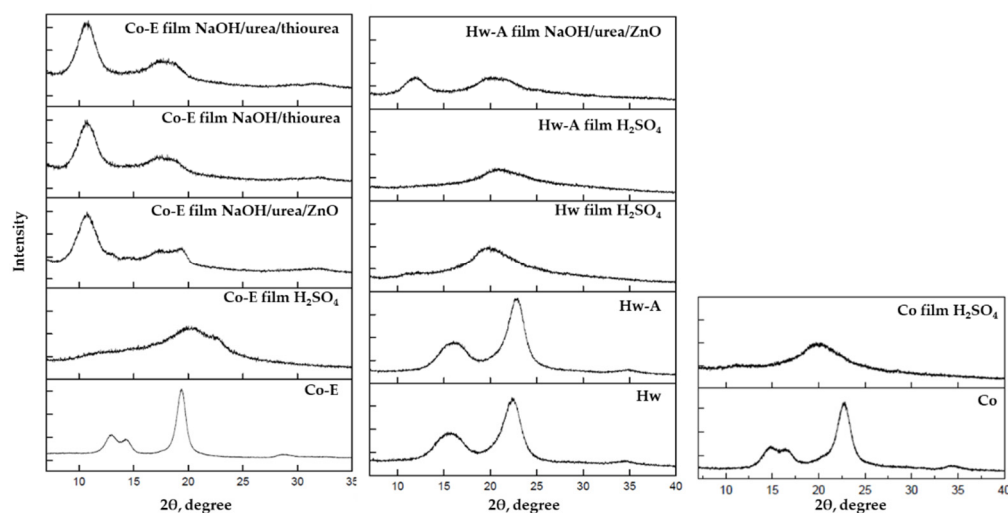 Intensity
Co-E film NaOH/urea/thiourea
Co-E film NaOH/thiourea
Co-E film NaOH/urea/ZnO
Co-E film H₂SO₄
Co-E
10 15 20 25 30 35
2θ, degree
Hw-A film NaOH/urea/ZnO
Hw-A film H₂SO₄
Hw film H₂SO₄
Hw-A
Hw
10 15 20 25 30 35 40
2θ, degree
Co film H₂SO₄
Co
10 15 20 25 30 35 40
2θ, degree